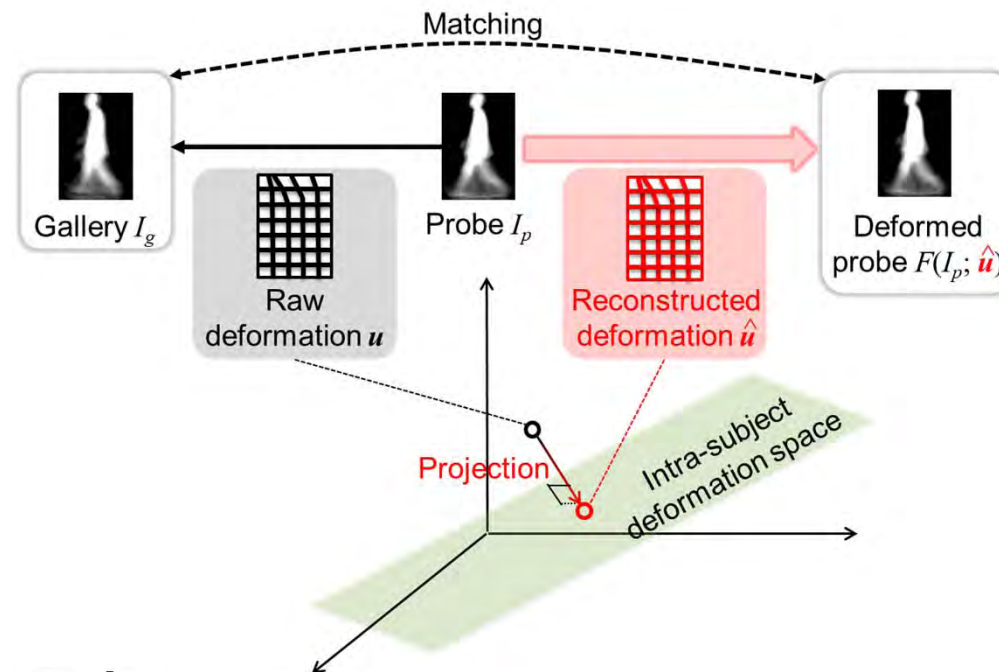 Matching
Gallery I_g
Probe I_p
Deformed
probe F(I_p; û)
Raw
deformation u
Reconstructed
deformation û
Projection
Intra-subject
deformation space